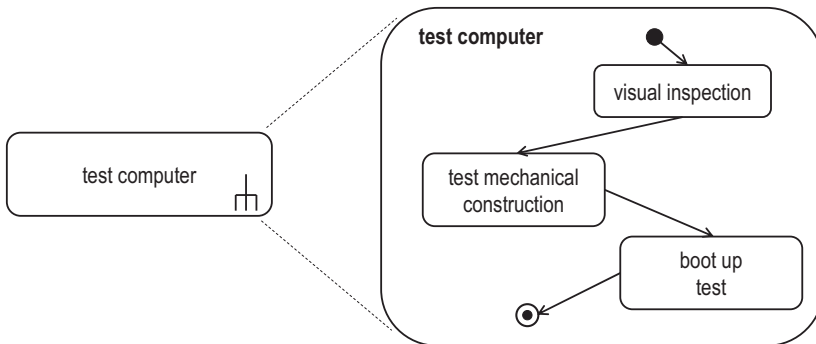 test computer
visual inspection
test mechanical
construction
boot up
test
test computer